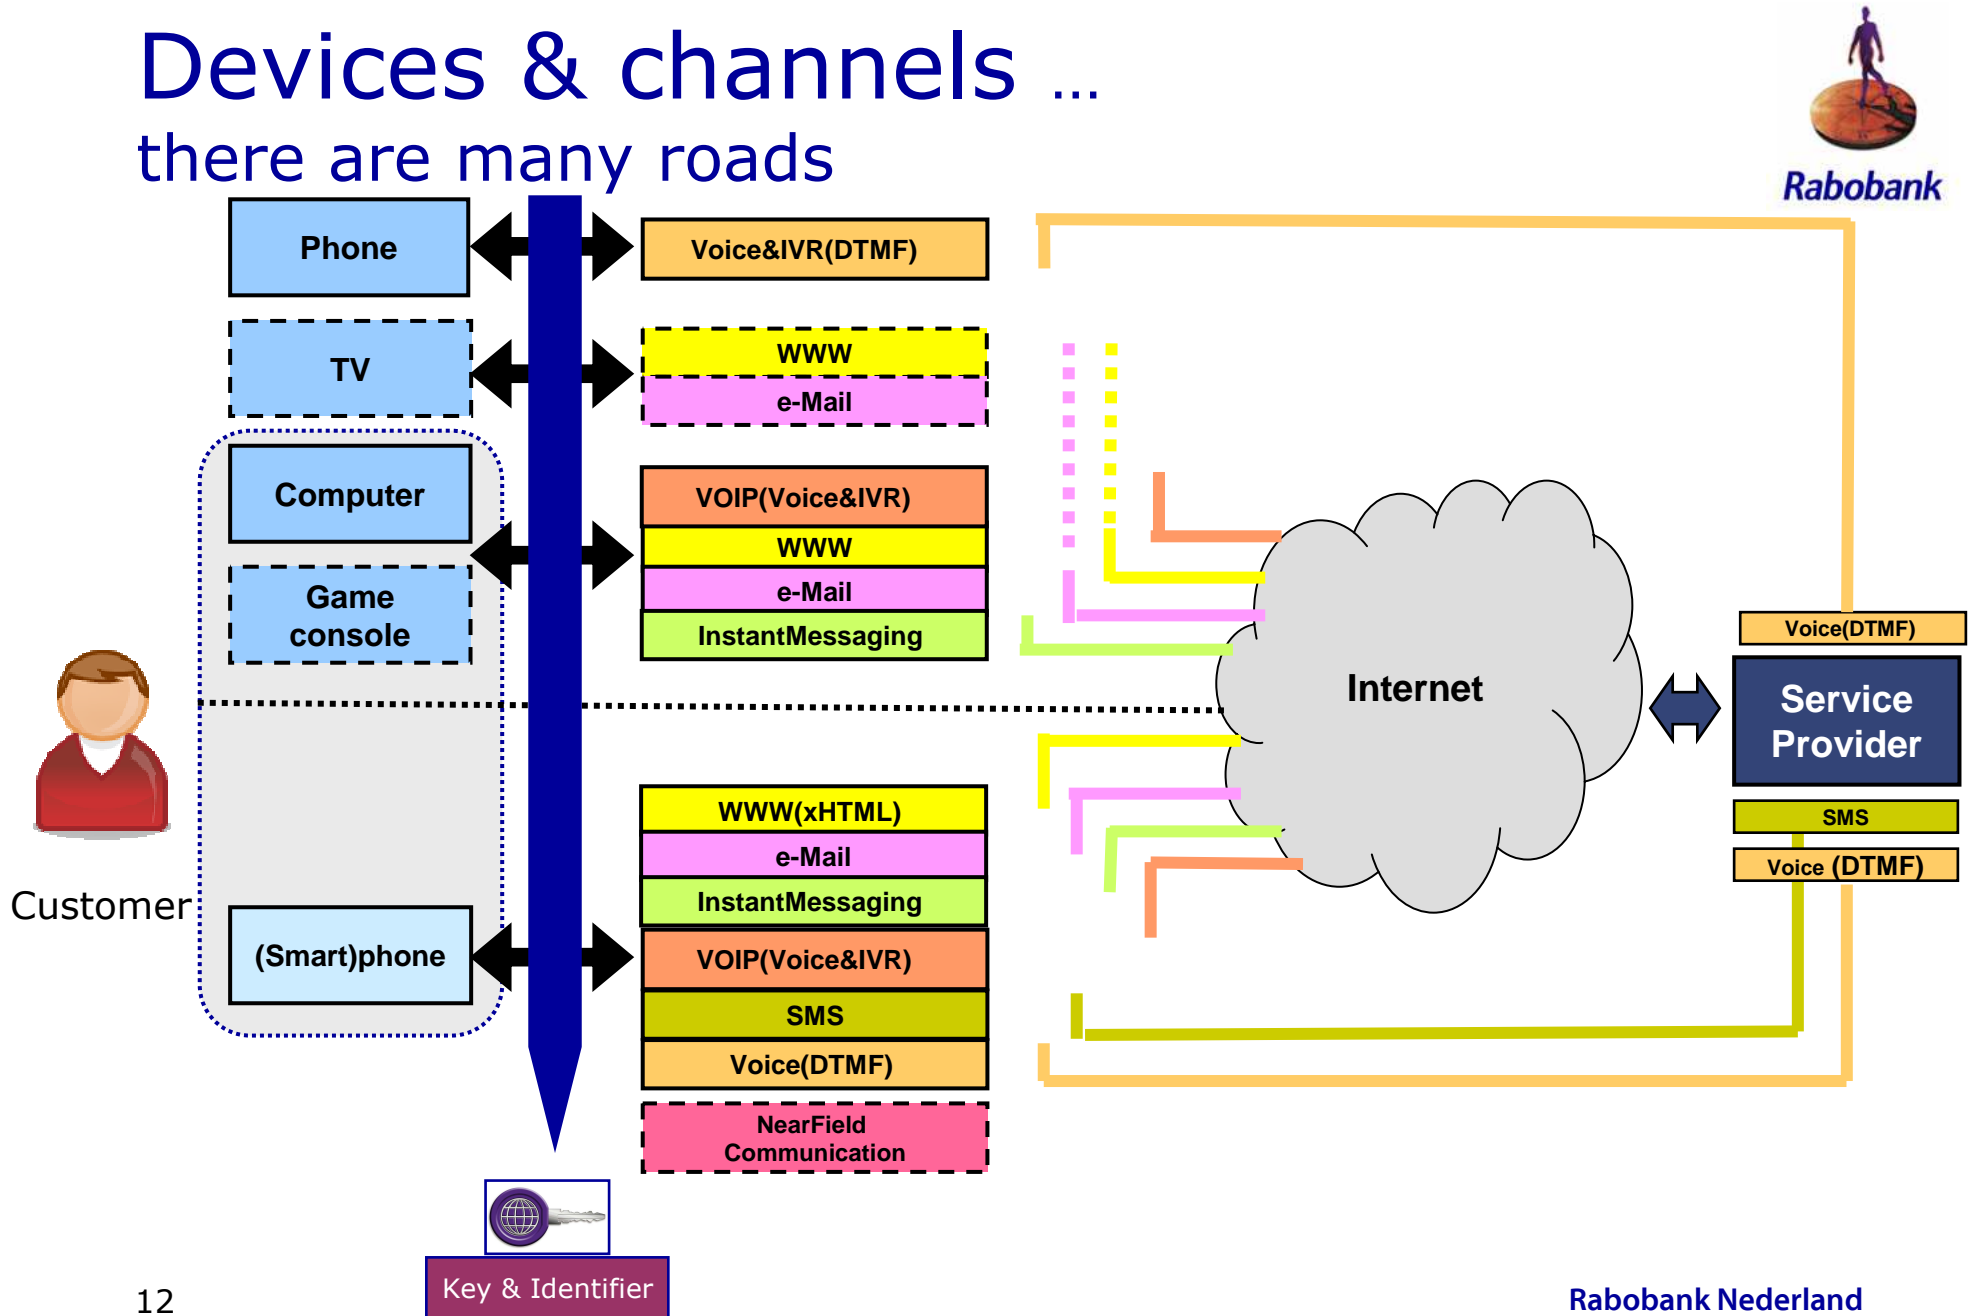 Devices & channels ...
there are many roads
Rabobank
Phone
Voice&IVR(DTMF)
TV
WWW
e-Mail
Computer
VOIP(Voice&IVR)
WWW
e-Mail
InstantMessaging
Game
console
Internet
Voice(DTMF)
Service
Provider
SMS
Voice (DTMF)
Customer
(Smart)phone
WWW(xHTML)
e-Mail
InstantMessaging
VOIP(Voice&IVR)
SMS
Voice(DTMF)
NearField
Communication
Key & Identifier
12
Rabobank Nederland